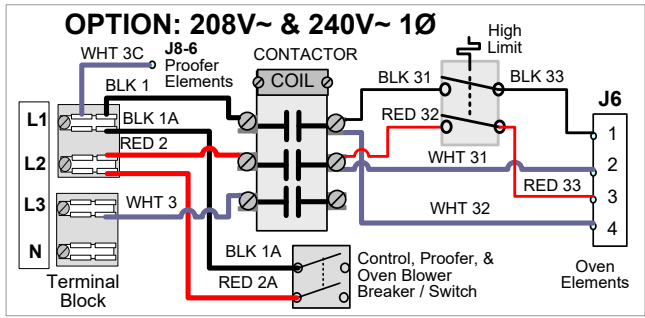 OPTION: 208V~ & 240V~ 1Ø
WHT 3C
J8-6
Proofer
Elements
CONTACTOR
COIL
High
Limit
BLK 1
BLK 31
BLK 33
J6
L1
BLK 1A
RED 32
1
RED 2
L2
WHT 31
2
RED 33
3
L3
WHT 3
WHT 32
4
N
BLK 1A
Control, Proofer, &
Oven Blower
Breaker / Switch
RED 2A
Terminal
Block
Oven
Elements